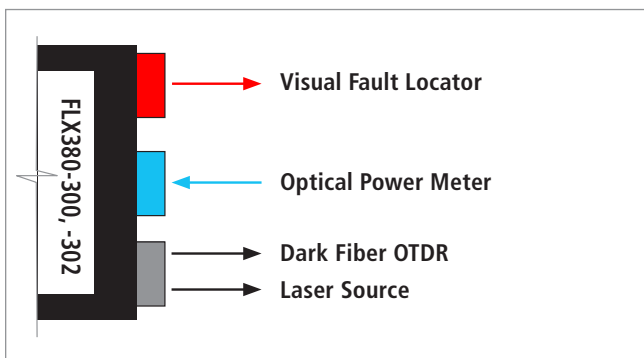 FLX380-300, -302
Visual Fault Locator
Optical Power Meter
Dark Fiber OTDR
Laser Source